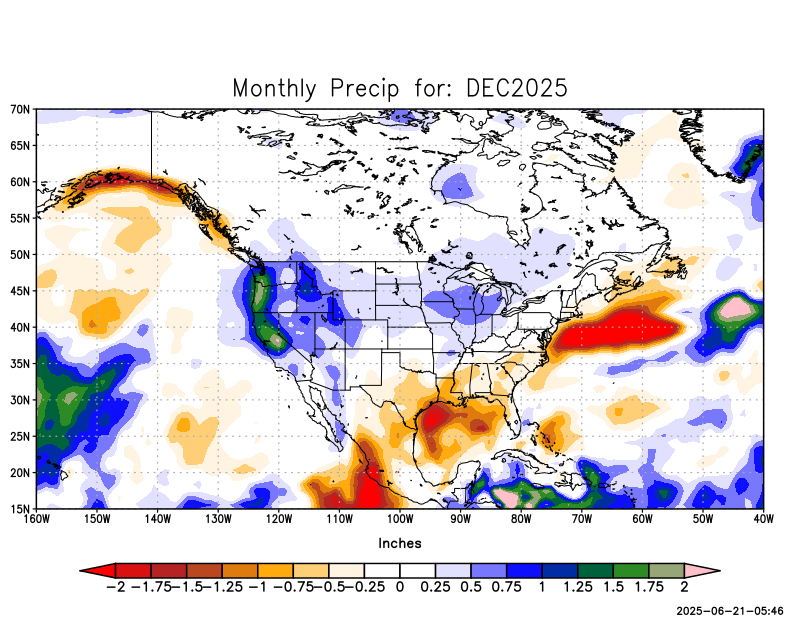 Monthly Precip for: DEC2025
70N
65N
60N
55N
50N
45N
40N
35N
30N
25N
20N
15N
160W 150W 140W 130W 120W 110W 100W 90W 80W 70W 60W 50W 40W
Inches
-2 -1.75 -1.5 -1.25 -1 -0.75 -0.5 -0.25 0 0.25 0.5 0.75 1 1.25 1.5 1.75 2
2025-06-21-05:46